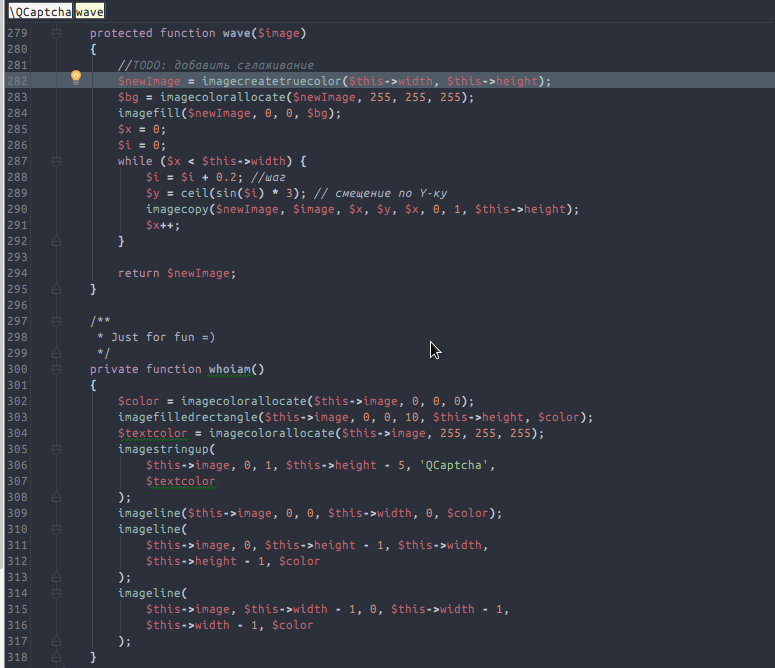 \QCaptcha wave
279 protected function wave($image)
280 {
281 //TODO: добавить сглаживание
282 $newImage = imagecreatetruecolor($this->width, $this->height);
283 $bg = imagecolorallocate($newImage, 255, 255, 255);
284 imagefill($newImage, 0, 0, $bg);
285 $x = 0;
286 $i = 0;
287 while ($x < $this->width) {
288 $i = $i + 0.2; //шаг
289 $y = ceil(sin($i) * 3); // смещение по Y-ку
290 imagecopy($newImage, $image, $x, $y, $x, 0, 1, $this->height);
291 $x++;
292 }
293
294 return $newImage;
295 }
296
297 /**
298 * Just for fun =)
299 */
300 private function whoiam()
301 {
302 $color = imagecolorallocate($this->image, 0, 0, 0);
303 imagefilledrectangle($this->image, 0, 0, 10, $this->height, $color);
304 $textcolor = imagecolorallocate($this->image, 255, 255, 255);
305 imagestringup(
306 $this->image, 0, 1, $this->height - 5, 'QCaptcha',
307 $textcolor
308 );
309 imageline($this->image, 0, 0, $this->width, 0, $color);
310 imageline(
311 $this->image, 0, $this->height - 1, $this->width,
312 $this->height - 1, $color
313 );
314 imageline(
315 $this->image, $this->width - 1, 0, $this->width - 1,
316 $this->width - 1, $color
317 );
318 }